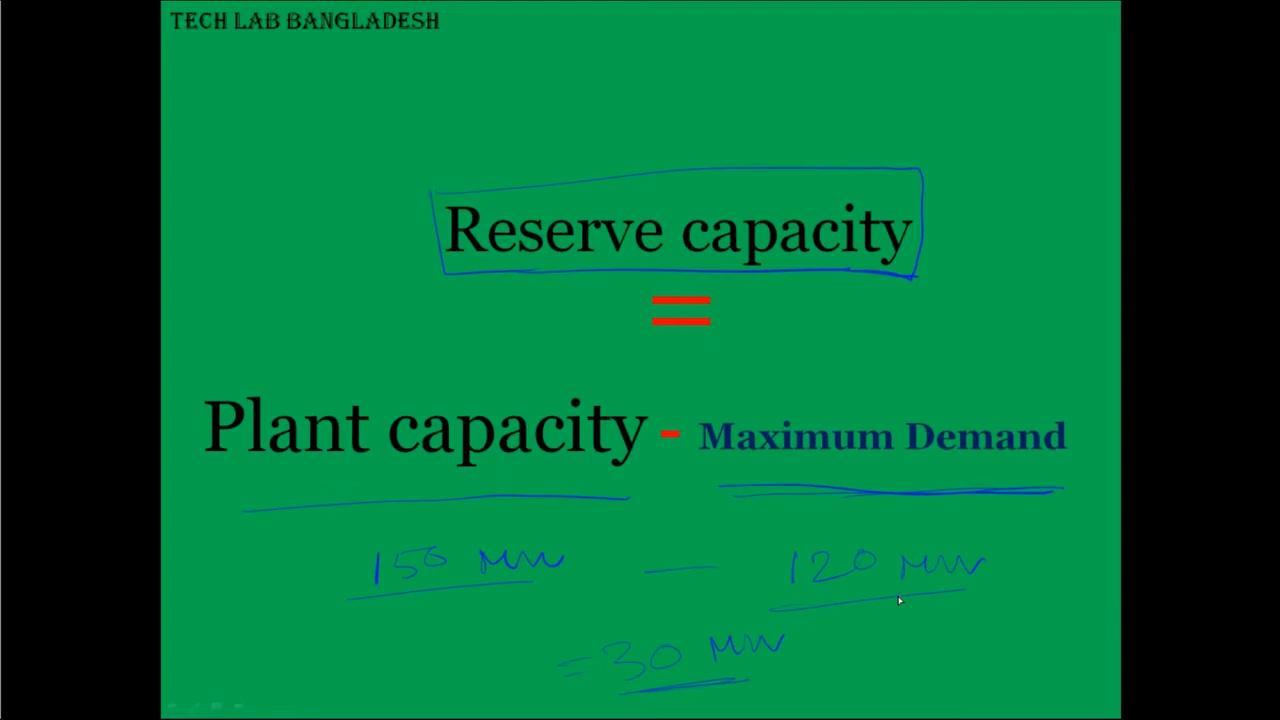 TECH LAB BANGLADESH
Reserve capacity
=
Plant capacity - Maximum Demand
150 MW — 120 MW
= 30 MW